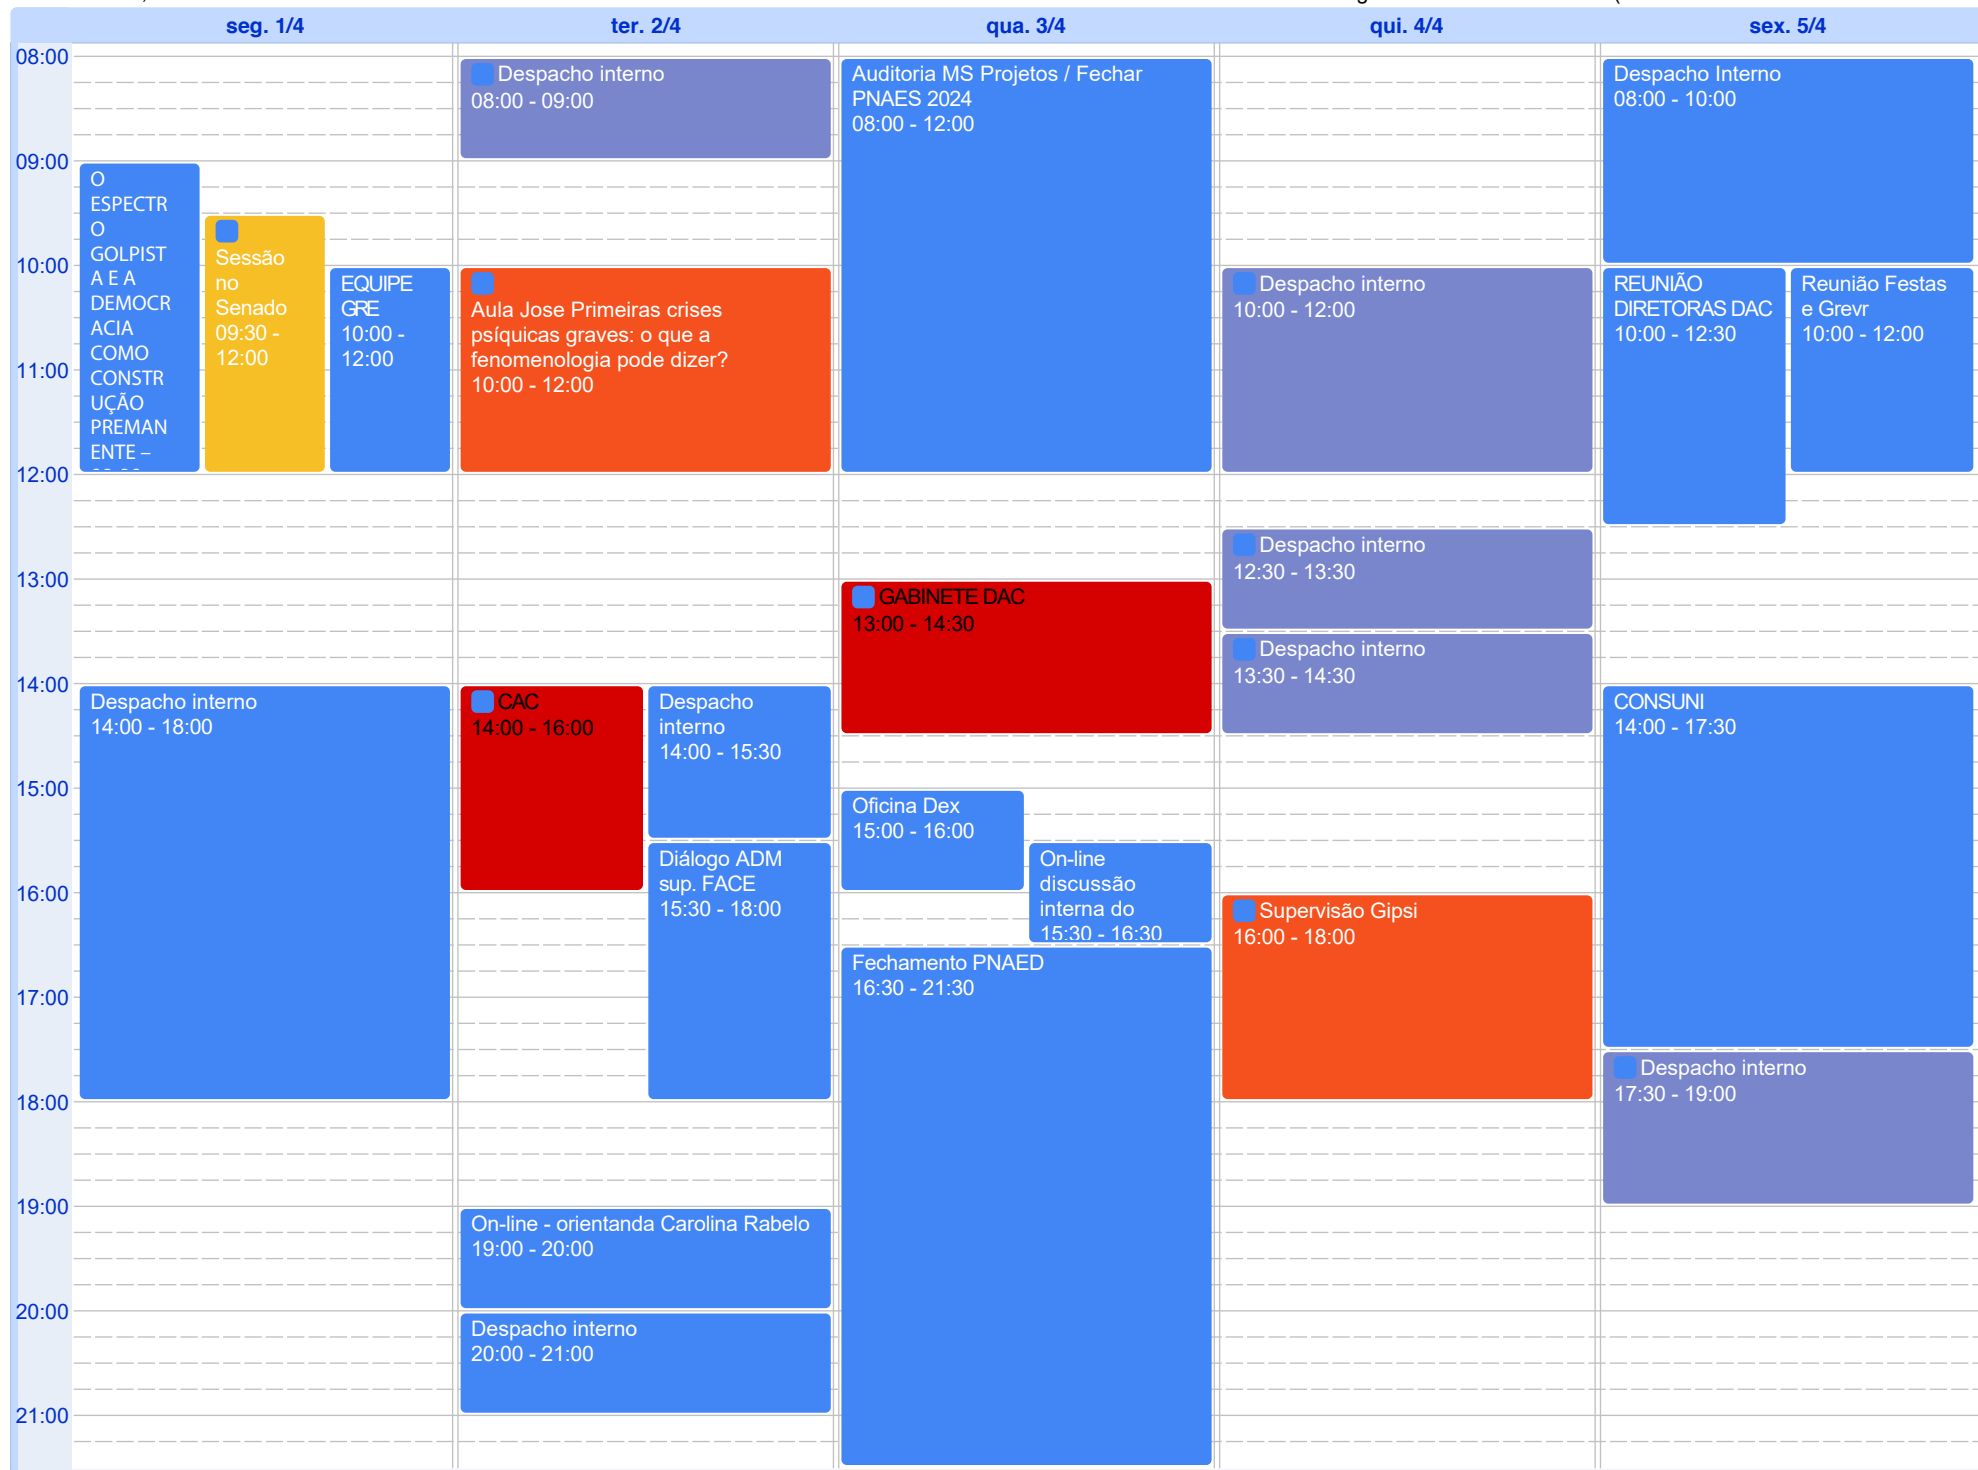 seg. 1/4
ter. 2/4
qua. 3/4
qui. 4/4
sex. 5/4
08:00
09:00
10:00
11:00
12:00
13:00
14:00
15:00
16:00
17:00
18:00
19:00
20:00
21:00
O
ESPECTR
O
GOLPIST
A E A
DEMOCR
ACIA
COMO
CONSTR
UÇÃO
PREMAN
ENTE –
Sessão
no
Senado
09:30 -
12:00
EQUIPE
GRE
10:00 -
12:00
Despacho interno
14:00 - 18:00
Despacho interno
08:00 - 09:00
Aula Jose Primeiras crises
psíquicas graves: o que a
fenomenologia pode dizer?
10:00 - 12:00
CAC
14:00 - 16:00
Despacho
interno
14:00 - 15:30
Diálogo ADM
sup. FACE
15:30 - 18:00
On-line - orientanda Carolina Rabelo
19:00 - 20:00
Despacho interno
20:00 - 21:00
Auditoria MS Projetos / Fechar
PNAES 2024
08:00 - 12:00
GABINETE DAC
13:00 - 14:30
Oficina Dex
15:00 - 16:00
On-line
discussão
interna do
15:30 - 16:30
Fechamento PNAED
16:30 - 21:30
Despacho interno
10:00 - 12:00
Despacho interno
12:30 - 13:30
Despacho interno
13:30 - 14:30
Supervisão Gipsi
16:00 - 18:00
Despacho Interno
08:00 - 10:00
REUNIÃO
DIRETORAS DAC
10:00 - 12:30
Reunião Festas
e Grevr
10:00 - 12:00
CONSUNI
14:00 - 17:30
Despacho interno
17:30 - 19:00